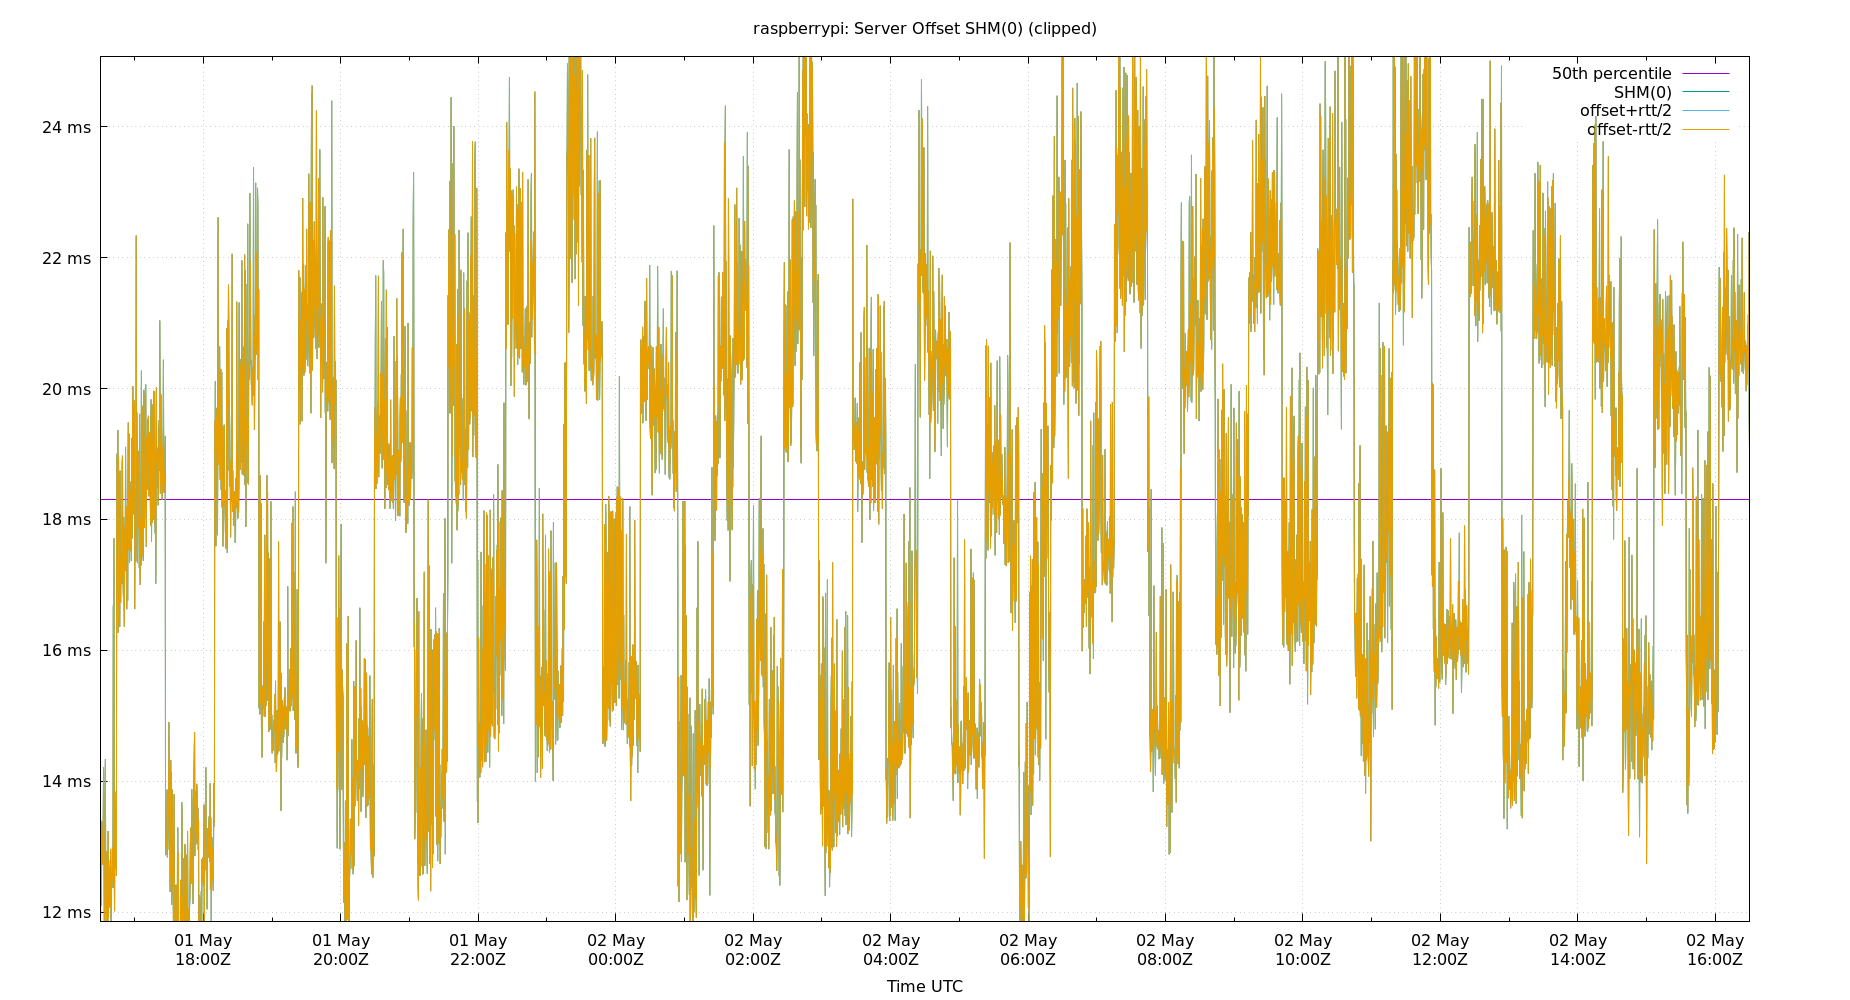 raspberrypi: Server Offset SHM(0) (clipped)
50th percentile
SHM(0)
offset+rtt/2
offset-rtt/2
24 ms
22 ms
20 ms
18 ms
16 ms
14 ms
12 ms
01 May 01 May 01 May 02 May 02 May 02 May 02 May 02 May 02 May 02 May 02 May 02 May
18:00Z 20:00Z 22:00Z 00:00Z 02:00Z 04:00Z 06:00Z 08:00Z 10:00Z 12:00Z 14:00Z 16:00Z
Time UTC